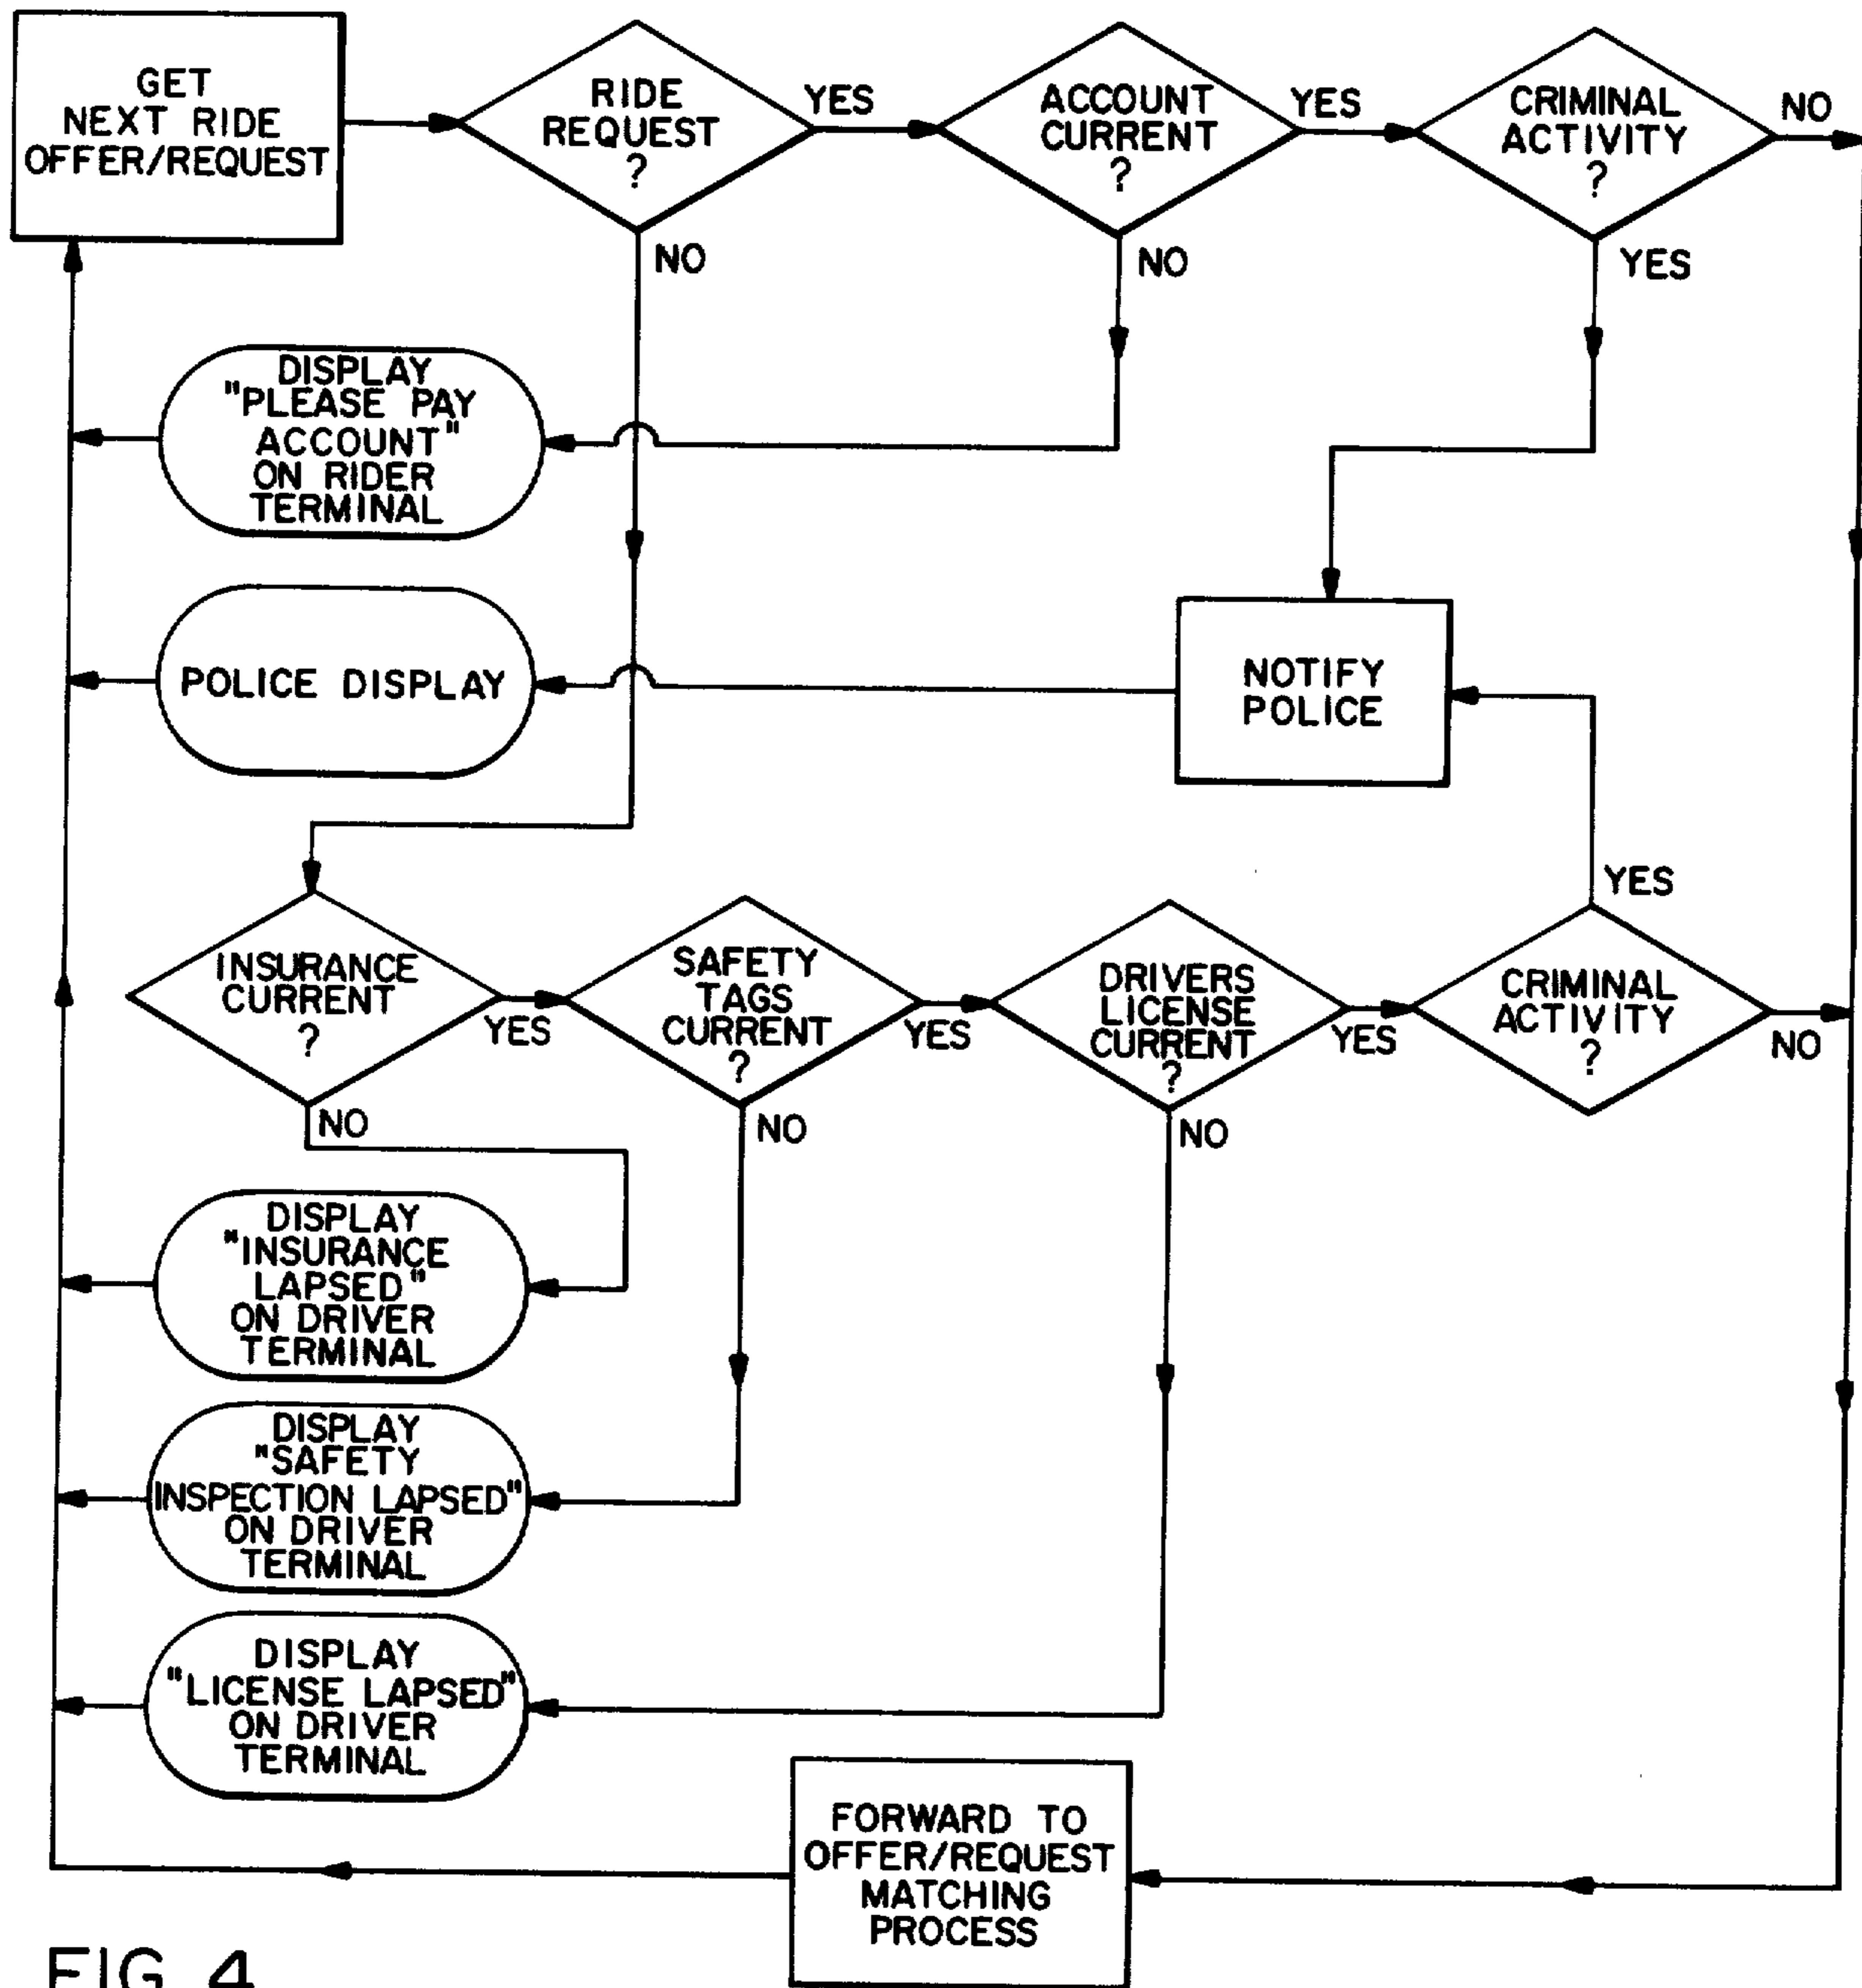 GET
NEXT RIDE
OFFER/REQUEST
RIDE
REQUEST
?
YES
NO
ACCOUNT
CURRENT
?
YES
NO
CRIMINAL
ACTIVITY
?
NO
YES
DISPLAY
"PLEASE PAY
ACCOUNT"
ON RIDER
TERMINAL
POLICE DISPLAY
NOTIFY
POLICE
INSURANCE
CURRENT
?
YES
NO
SAFETY
TAGS
CURRENT
?
YES
NO
DRIVERS
LICENSE
CURRENT
?
YES
NO
CRIMINAL
ACTIVITY
?
YES
NO
DISPLAY
"INSURANCE
LAPSED"
ON DRIVER
TERMINAL
DISPLAY
"SAFETY
INSPECTION LAPSED"
ON DRIVER
TERMINAL
DISPLAY
"LICENSE LAPSED"
ON DRIVER
TERMINAL
FORWARD TO
OFFER/REQUEST
MATCHING
PROCESS
FIG. 4